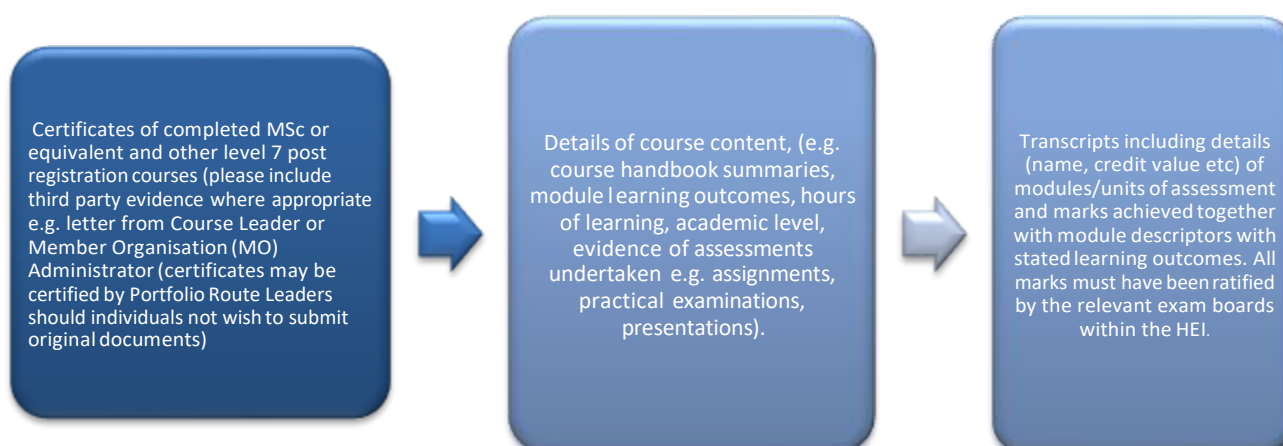 Certificates of completed MSc or
equivalent and other level 7 post
registration courses (please include
third party evidence where appropriate
e.g. letter from Course Leader or
Member Organisation (MO)
Administrator (certificates may be
certified by Portfolio Route Leaders
should individuals not wish to submit
original documents)
Details of course content, (e.g.
course handbook summaries,
module learning outcomes, hours
of learning, academic level,
evidence of assessments
undertaken e.g. assignments,
practical examinations,
presentations).
Transcripts including details
(name, credit value etc) of
modules/units of assessment
and marks achieved together
with module descriptors with
stated learning outcomes. All
marks must have been ratified
by the relevant exam boards
within the HEI.